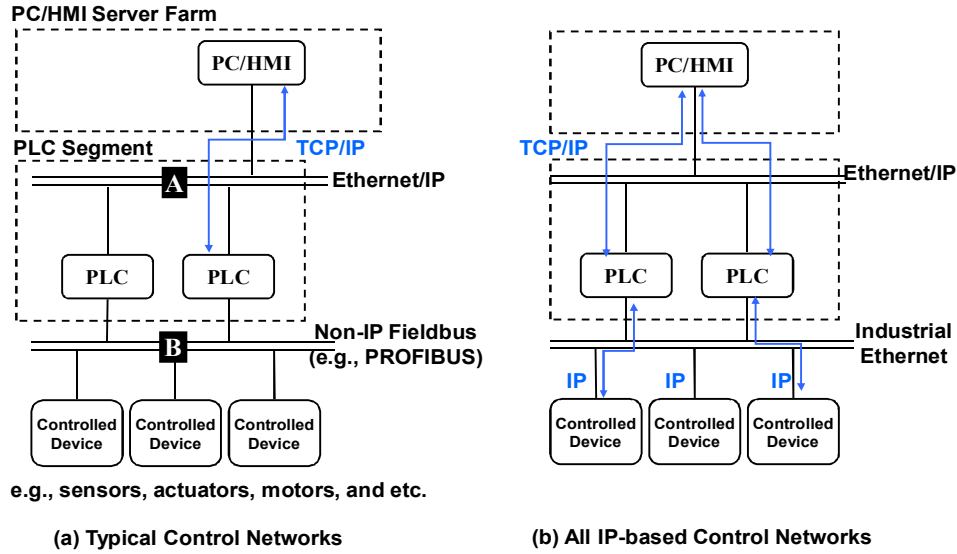 PC/HMI Server Farm
PC/HMI
TCP/IP
PLC Segment
A
Ethernet/IP
PLC
PLC
Non-IP Fieldbus
(e.g., PROFIBUS)
B
Controlled
Device
Controlled
Device
Controlled
Device
e.g., sensors, actuators, motors, and etc.
(a) Typical Control Networks
PC/HMI
TCP/IP
Ethernet/IP
PLC
PLC
Industrial
Ethernet
IP
IP
IP
Controlled
Device
Controlled
Device
Controlled
Device
(b) All IP-based Control Networks